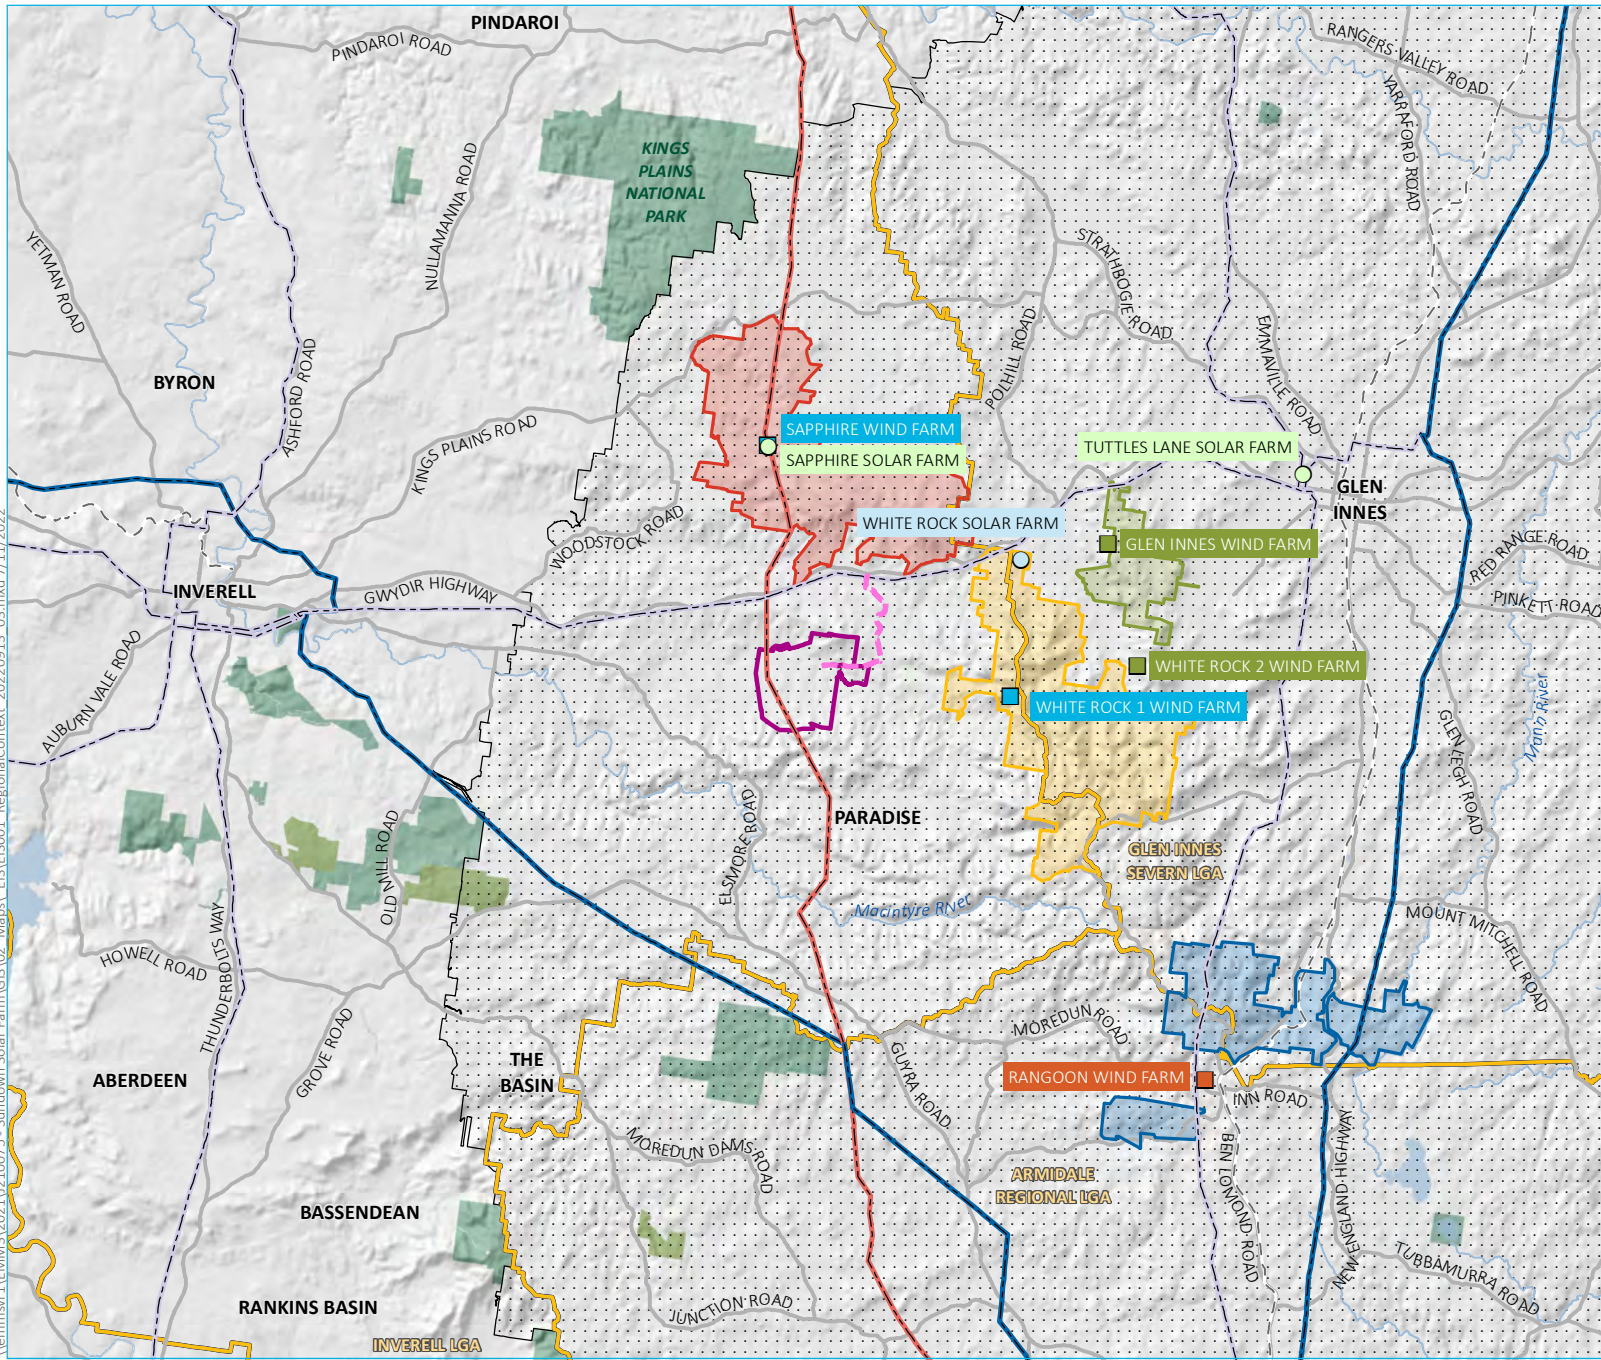 PINDAROI
PINDAROI ROAD
RANGERS VALLEY ROAD
YARRAFORD ROAD
KINGS
PLAINS
NATIONAL
PARK
NULLAMANNA ROAD
YETMAN ROAD
STRATHBOGIE ROAD
EMMAVILLE ROAD
POLHILL ROAD
ASHFORD ROAD
BYRON
KINGS PLAINS ROAD
SAPPHIRE WIND FARM
SAPPHIRE SOLAR FARM
TUTTLES LANE SOLAR FARM
GLEN
INNES
WHITE ROCK SOLAR FARM
WOODSTOCK ROAD
GLEN INNES WIND FARM
RED RANGE ROAD
PINKETT ROAD
INVERELL
GWYDIR HIGHWAY
AUBURN VALE ROAD
WHITE ROCK 2 WIND FARM
WHITE ROCK 1 WIND FARM
Mann River
GLEN LEGH ROAD
PARADISE
ELSMORE ROAD
OLD MILL ROAD
GLEN INNES
SEVERN LGA
Macintyre River
MOUNT MITCHELL ROAD
HOWELL ROAD
THUNDERBOLTS WAY
GROVE ROAD
MOREDUN ROAD
GUYRA ROAD
THE
BASIN
ABERDEEN
RANGOON WIND FARM
INN ROAD
MOREDUN DAMS ROAD
BEN LOMOND ROAD
NEW ENGLAND HIGHWAY
ARMIDALE
REGIONAL LGA
BASSENDEAN
TUBBAMURRA ROAD
RANKINS BASIN
JUNCTION ROAD
INVERELL LGA